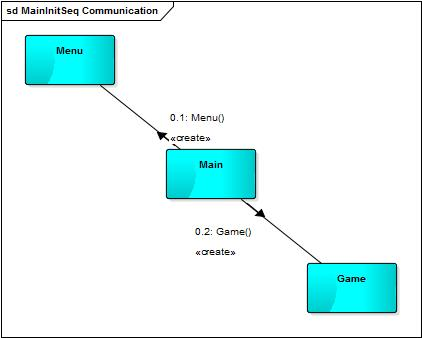 sd MainInitSeq Communication
Menu
0.1: Menu()
«create»
Main
0.2: Game()
«create»
Game